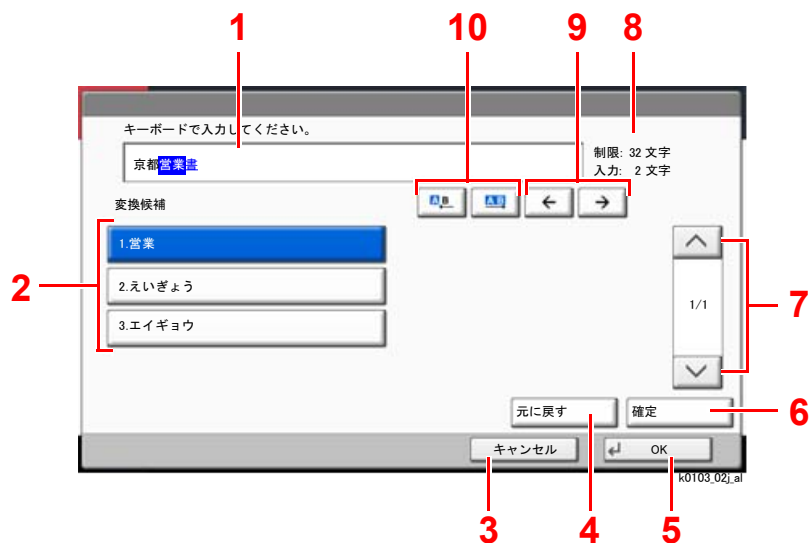 1
10
9
8
キーボードで入力してください。
京都営業書
制限: 32 文字
入力: 2 文字
変換候補
A B
A B
← →
1.営業
2.えいぎょう
3.エイギョウ
2
1/1
7
元に戻す
確定
6
キャンセル
OK
k0103_02j_al
3
4
5